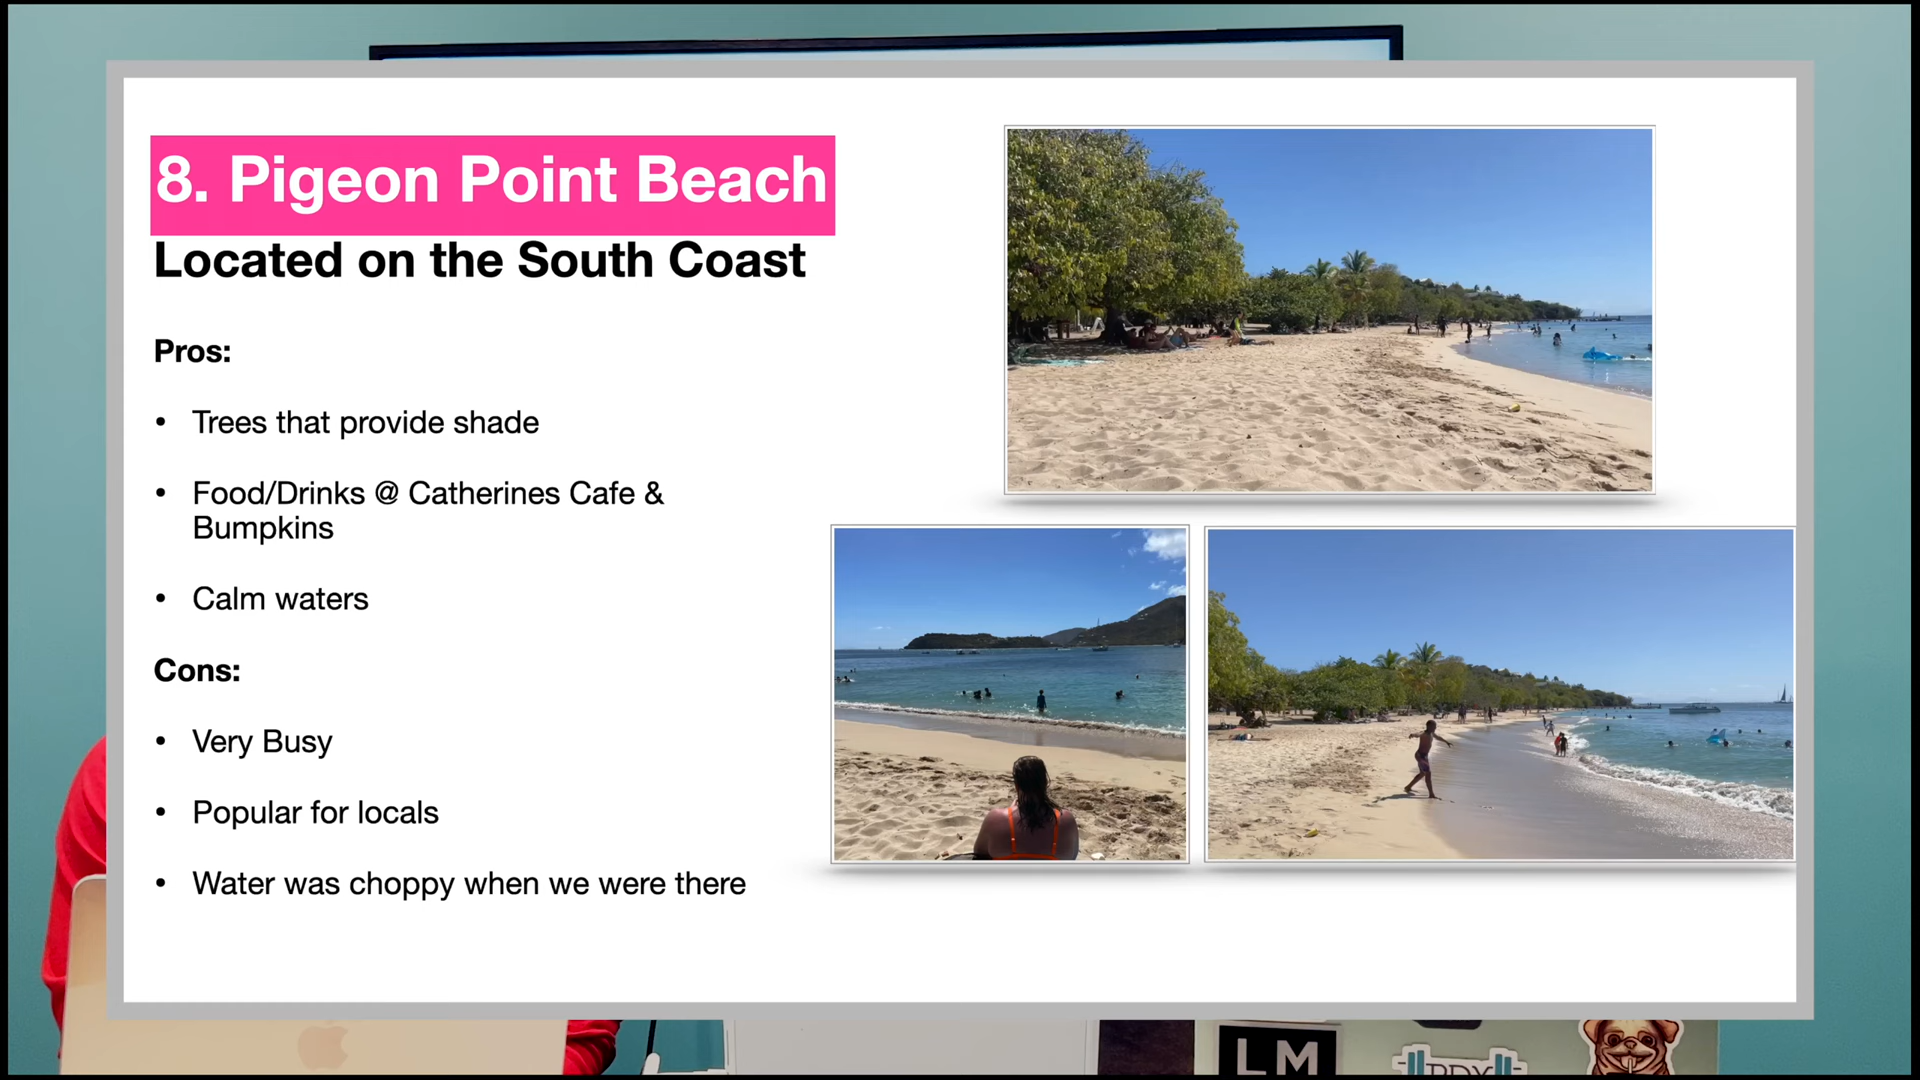 8. Pigeon Point Beach
Located on the South Coast
Pros:
• Trees that provide shade
• Food/Drinks @ Catherines Cafe &
Bumpkins
• Calm waters
Cons:
• Very Busy
• Popular for locals
• Water was choppy when we were there
LM
PDX